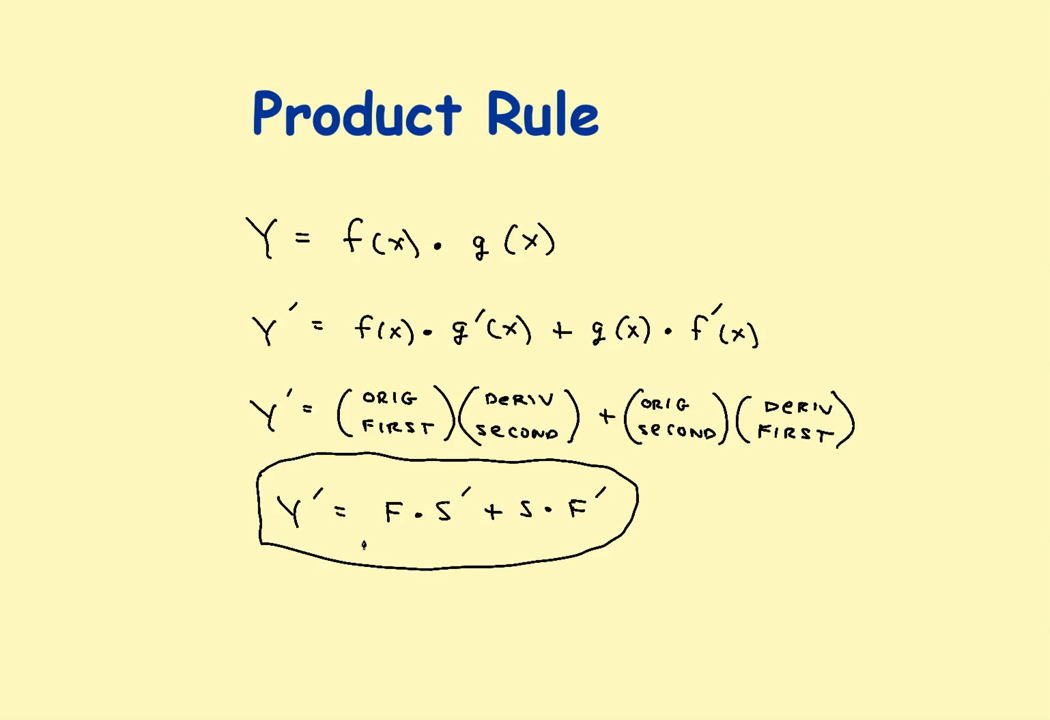 Product Rule
Y = f(x) · g(x)
Y' = f(x) · g'(x) + g(x) · f'(x)
Y' = (ORIG FIRST)(DERIV SECOND) + (ORIG SECOND)(DERIV FIRST)
Y' = F · S' + S · F'